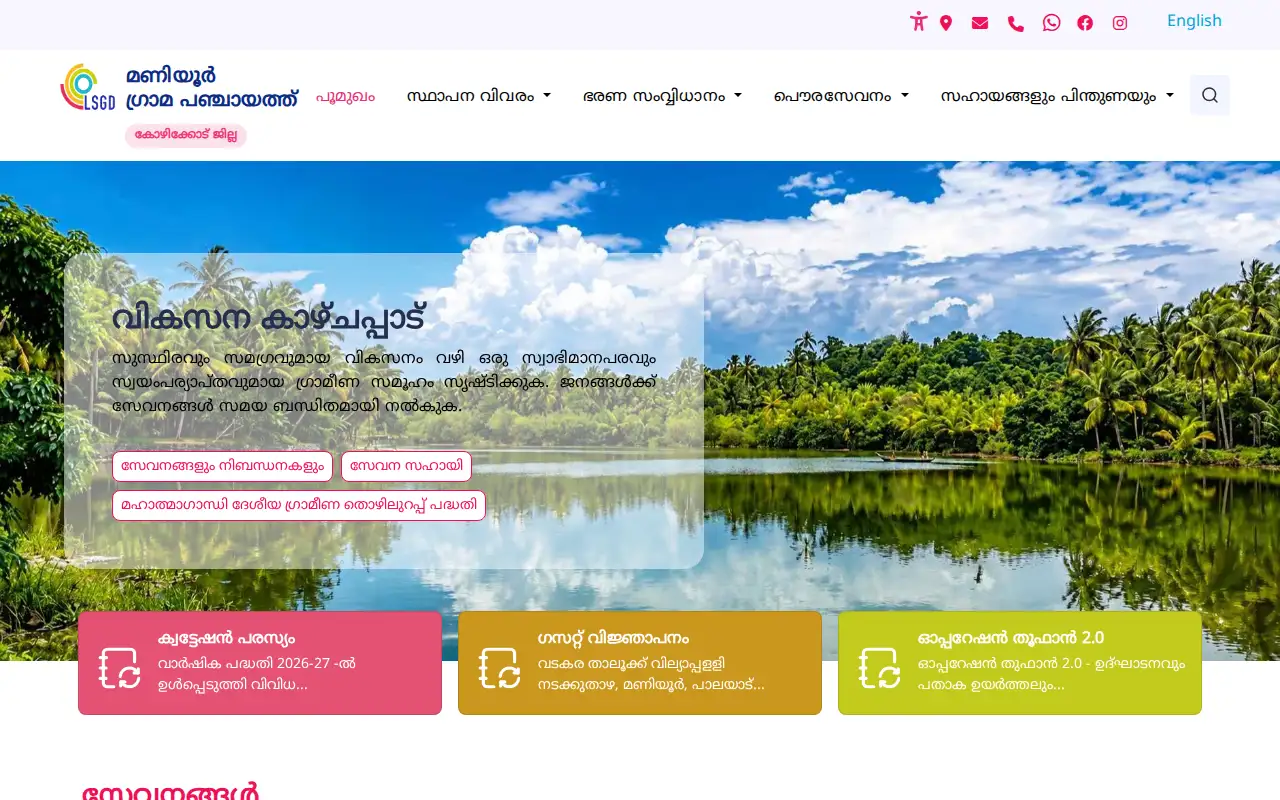 English
LSGD
മണിയൂർ
ഗ്രാമ പഞ്ചായത്ത്
കോഴിക്കോട് ജില്ല
പൂമുഖം
സ്ഥാപന വിവരം
ഭരണ സംവ്വിധാനം
പൌരസേവനം
സഹായങ്ങളും പിന്തുണയും
വികസന കാഴ്ചപ്പാട്
സുസ്ഥിരവും സമഗ്രവുമായ വികസനം വഴി ഒരു സ്വാഭിമാനപരവും
സ്വയംപര്യാപ്തവുമായ ഗ്രാമീണ സമൂഹം സൃഷ്ടിക്കുക. ജനങ്ങൾക്ക്
സേവനങ്ങൾ സമയ ബന്ധിതമായി നൽകുക.
സേവനങ്ങളും നിബന്ധനകളും
സേവന സഹായി
മഹാത്മാഗാന്ധി ദേശീയ ഗ്രാമീണ തൊഴിലുറപ്പ് പദ്ധതി
ക്വട്ടേഷൻ പരസ്യം
വാർഷിക പദ്ധതി 2026-27 -ൽ
ഉൾപ്പെടുത്തി വിവിധ...
ഗസറ്റ് വിജ്ഞാപനം
വടകര താലൂക്ക് വില്യാപ്പളളി
നടക്കുതാഴ, മണിയൂർ, പാലയാട്...
ഓപ്പറേഷൻ തൂഫാൻ 2.0
ഓപ്പറേഷൻ തുഫാൻ 2.0 - ഉദ്ഘാടനവും
പതാക ഉയർത്തലും...
സേവനങ്ങൾ